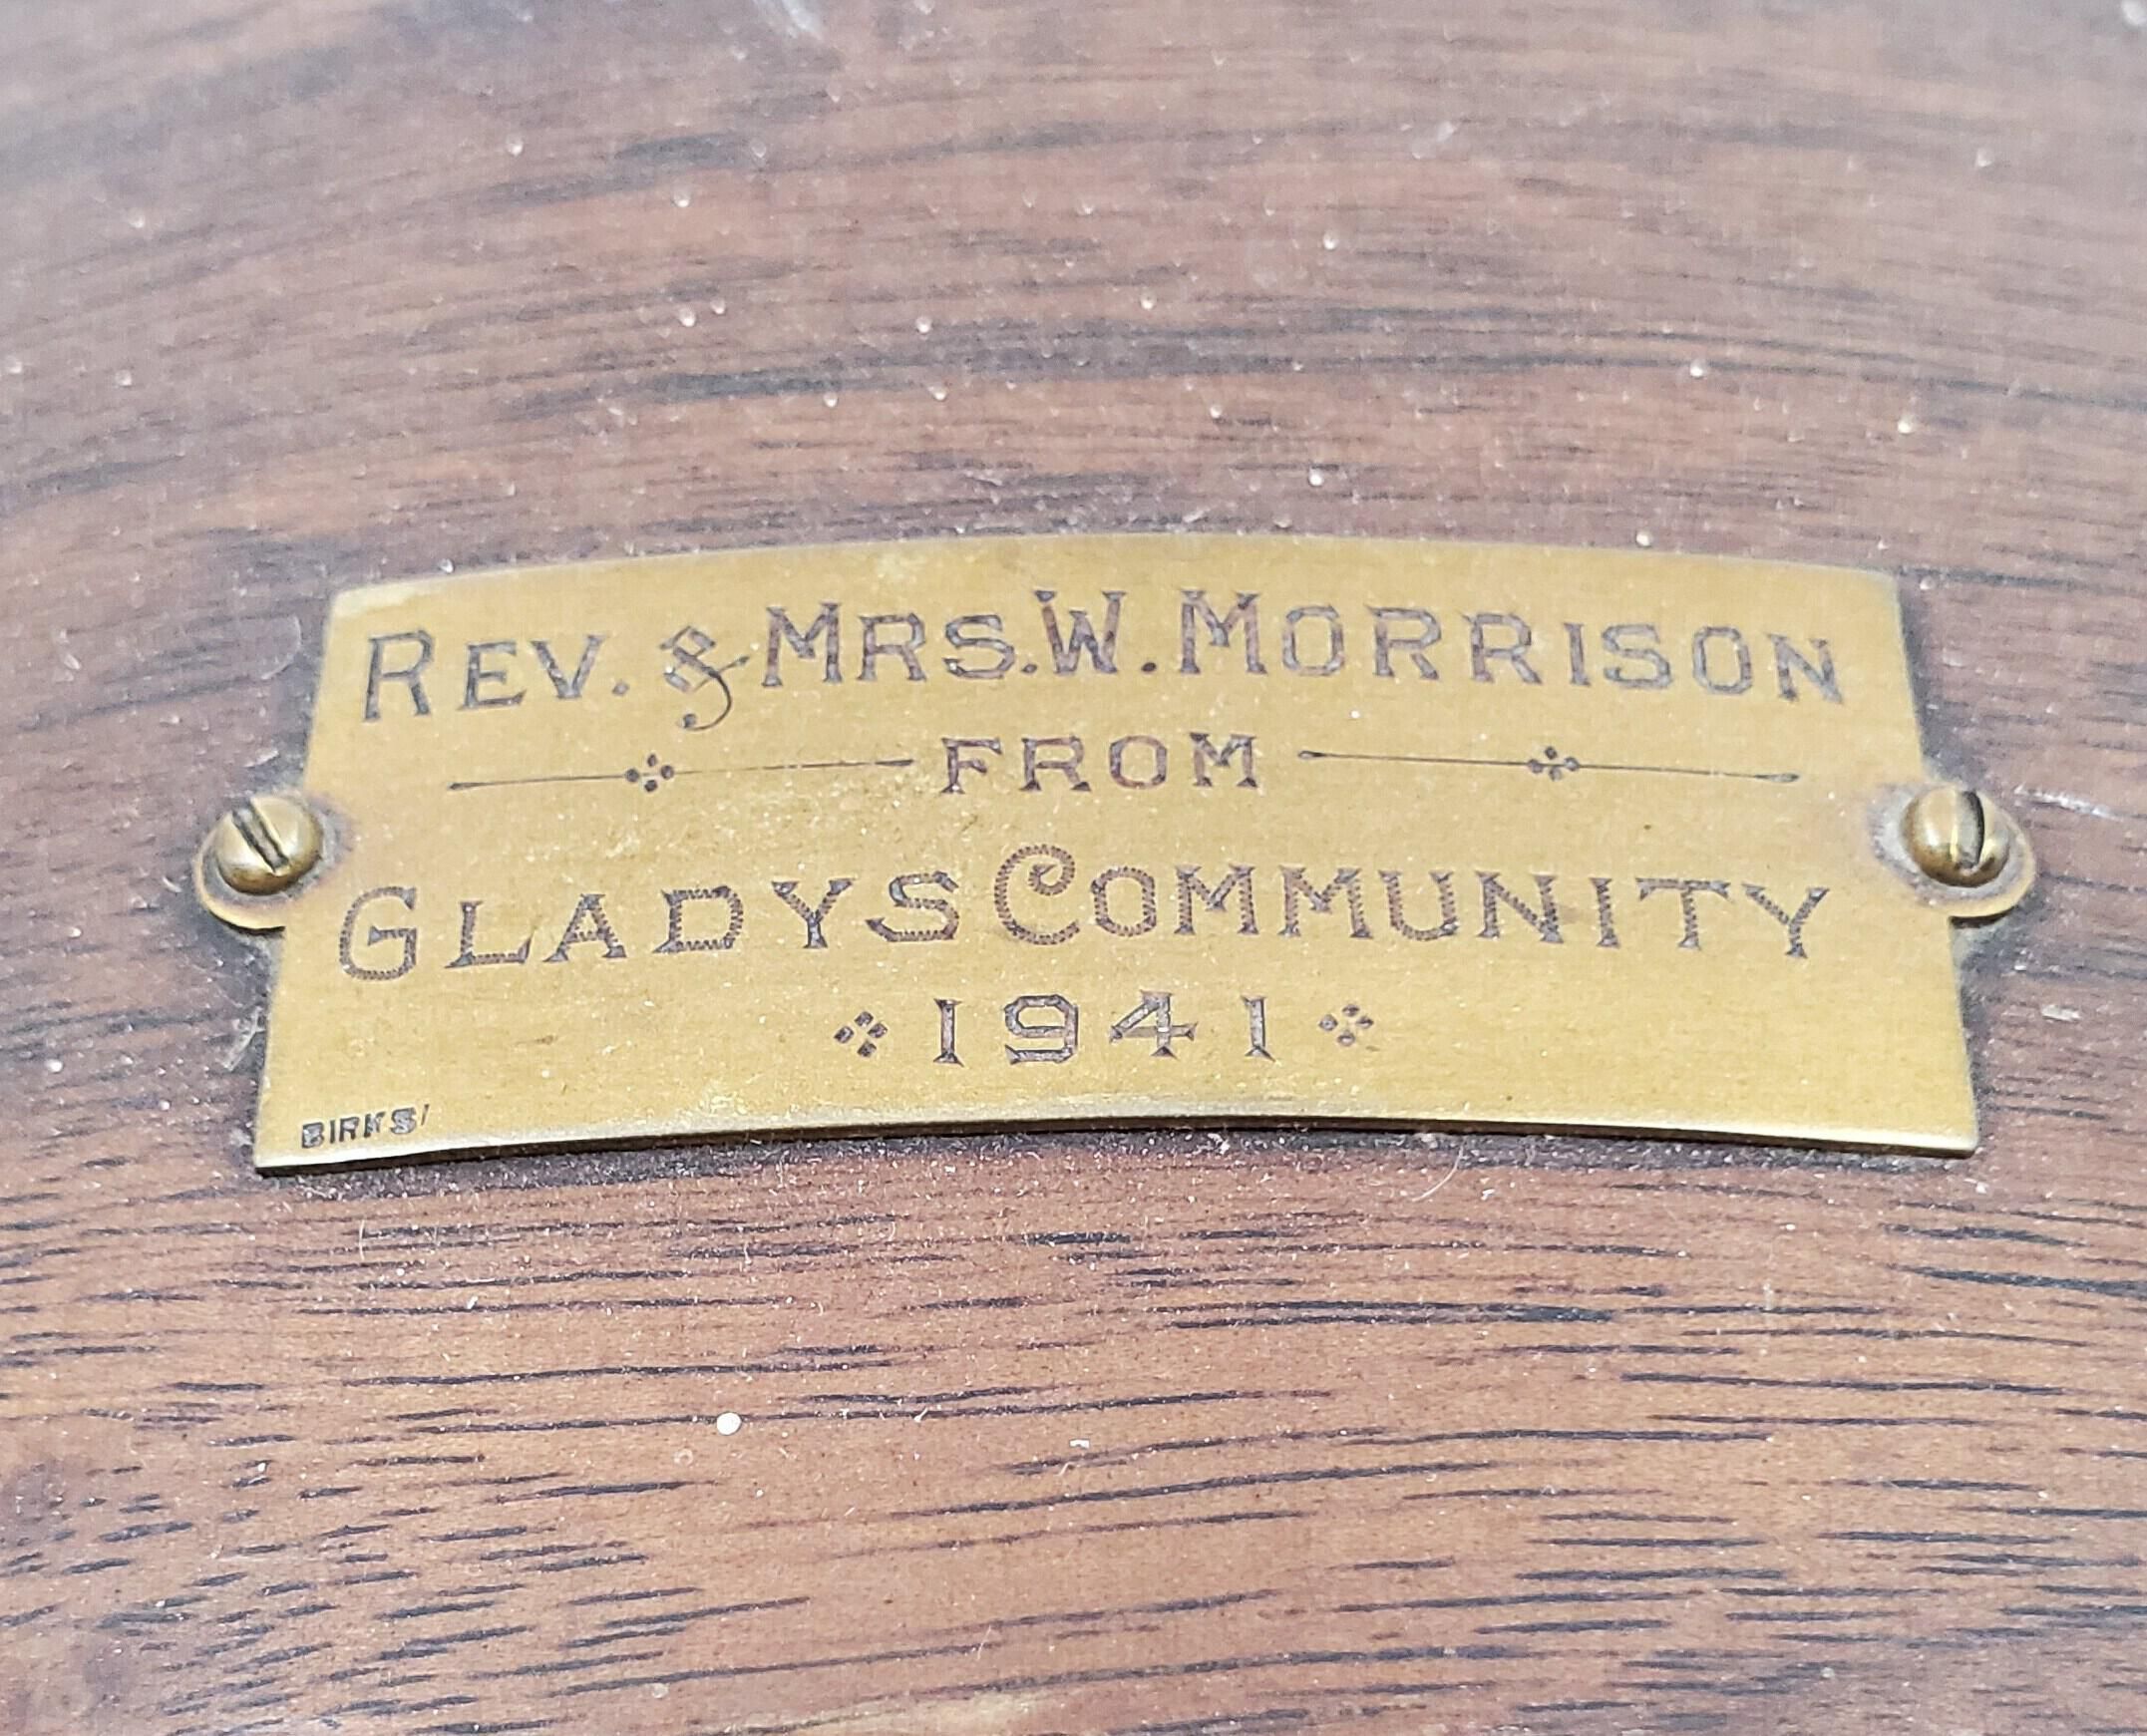 REV. & MRS. W. MORRISON
FROM
GLADYS COMMUNITY
1941
BIRKS